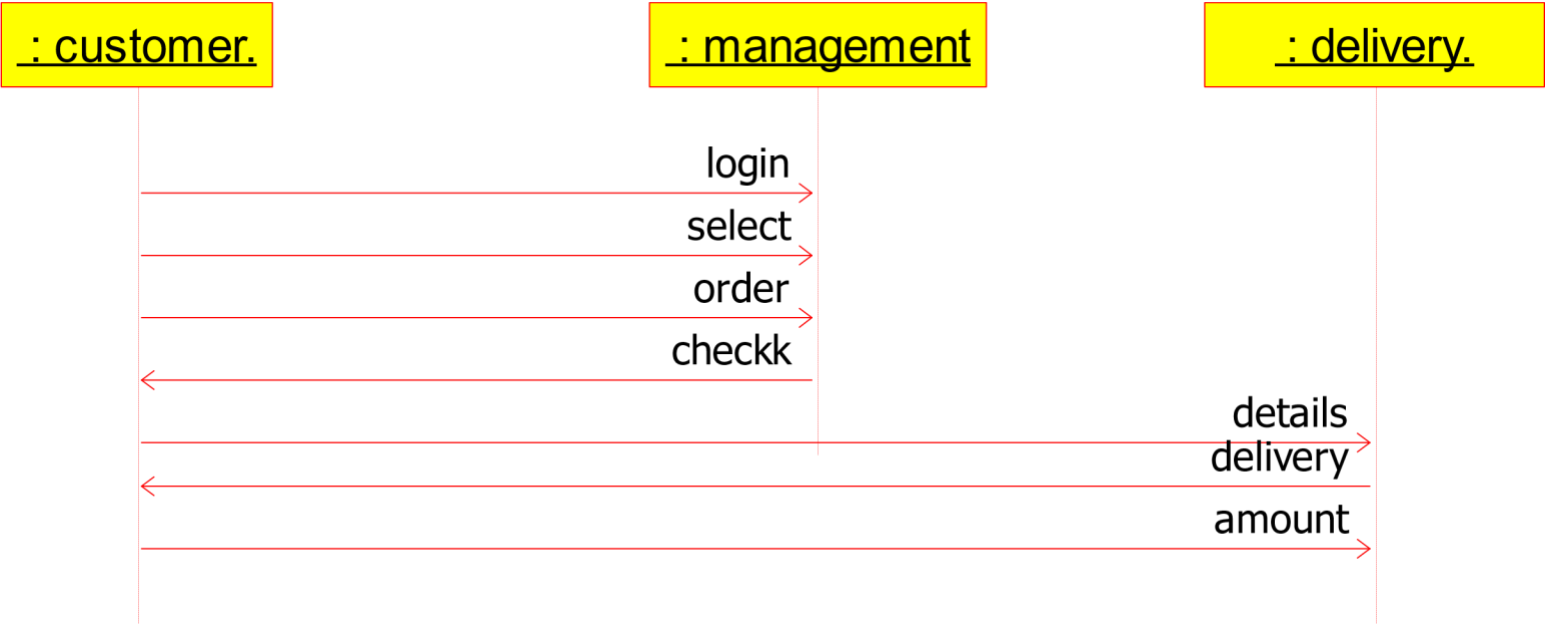 : customer.
: management
: delivery.
login
select
order
checkk
details
delivery
amount